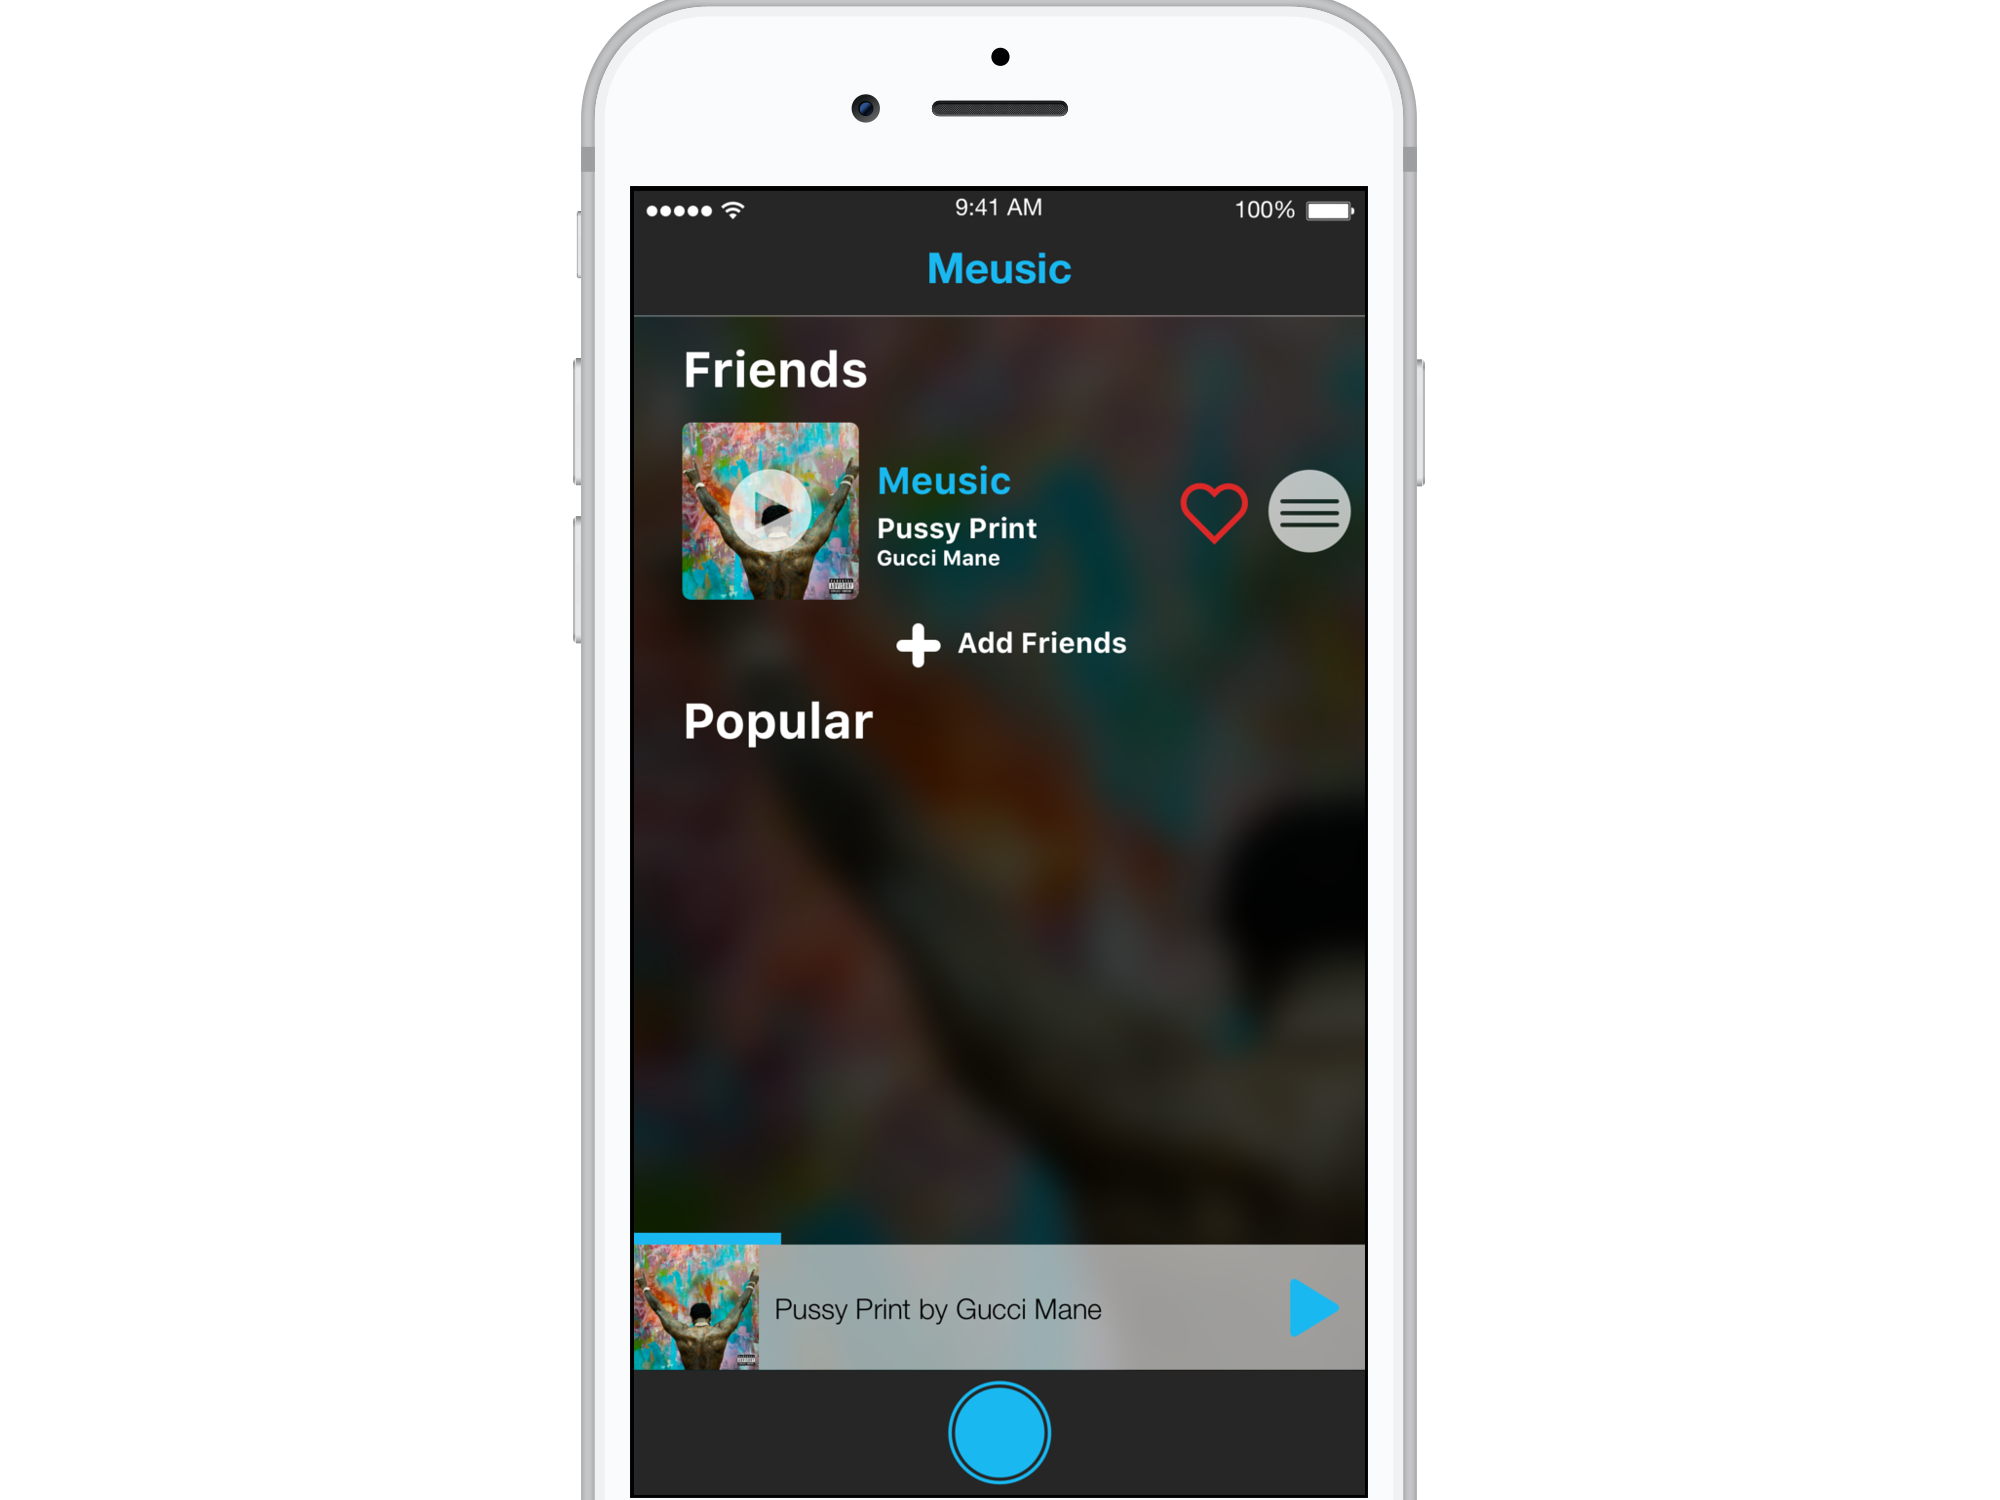 9:41 AM
100%
Meusic
Friends
Meusic
Pussy Print
Gucci Mane
Add Friends
Popular
Pussy Print by Gucci Mane